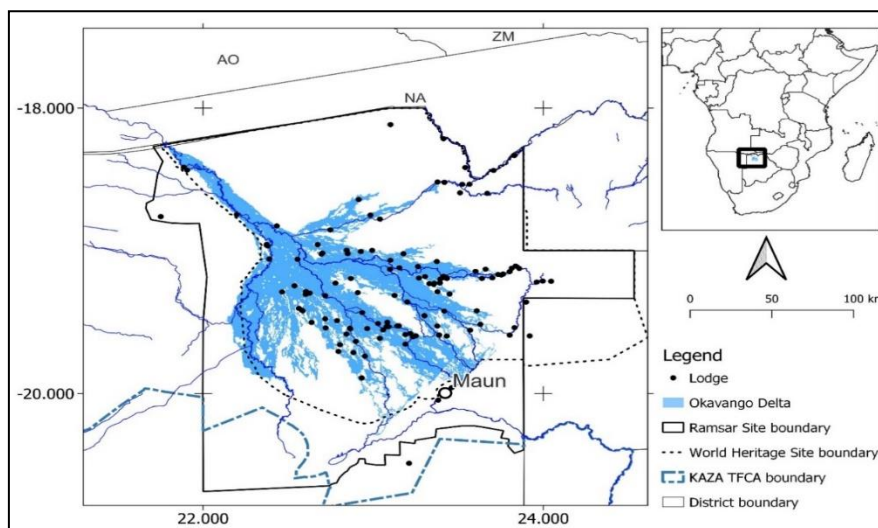 ZM
AO
NA
-18.000
-20.000
Maun
22.000
24.000
0 50 100 km
Legend
Lodge
Okavango Delta
Ramsar Site boundary
World Heritage Site boundary
KAZA TFCA boundary
District boundary